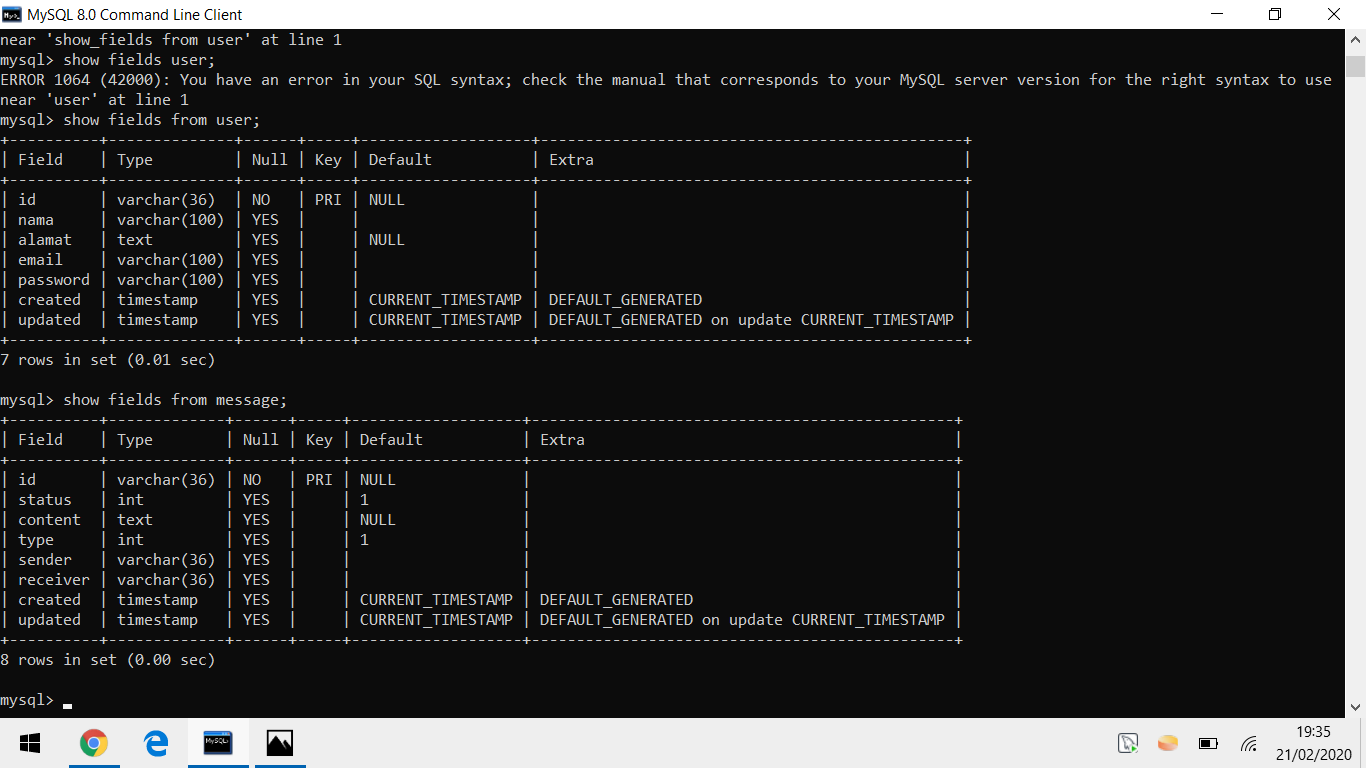 MySQL 8.0 Command Line Client
near 'show_fields from user' at line 1
mysql> show fields user;
ERROR 1064 (42000): You have an error in your SQL syntax; check the manual that corresponds to your MySQL server version for the right syntax to use
near 'user' at line 1
mysql> show fields from user;
+----------+--------------+------+-----+-------------------+-----------------------------------------------+
| Field    | Type         | Null | Key | Default           | Extra                                         |
+----------+--------------+------+-----+-------------------+-----------------------------------------------+
| id       | varchar(36)  | NO   | PRI | NULL              |                                               |
| nama     | varchar(100) | YES  |     |                   |                                               |
| alamat   | text         | YES  |     | NULL              |                                               |
| email    | varchar(100) | YES  |     |                   |                                               |
| password | varchar(100) | YES  |     |                   |                                               |
| created  | timestamp    | YES  |     | CURRENT_TIMESTAMP | DEFAULT_GENERATED                             |
| updated  | timestamp    | YES  |     | CURRENT_TIMESTAMP | DEFAULT_GENERATED on update CURRENT_TIMESTAMP |
+----------+--------------+------+-----+-------------------+-----------------------------------------------+
7 rows in set (0.01 sec)

mysql> show fields from message;
+----------+-------------+------+-----+-------------------+-----------------------------------------------+
| Field    | Type        | Null | Key | Default           | Extra                                         |
+----------+-------------+------+-----+-------------------+-----------------------------------------------+
| id       | varchar(36) | NO   | PRI | NULL              |                                               |
| status   | int         | YES  |     | 1                 |                                               |
| content  | text        | YES  |     | NULL              |                                               |
| type     | int         | YES  |     | 1                 |                                               |
| sender   | varchar(36) | YES  |     |                   |                                               |
| receiver | varchar(36) | YES  |     |                   |                                               |
| created  | timestamp   | YES  |     | CURRENT_TIMESTAMP | DEFAULT_GENERATED                             |
| updated  | timestamp   | YES  |     | CURRENT_TIMESTAMP | DEFAULT_GENERATED on update CURRENT_TIMESTAMP |
+----------+-------------+------+-----+-------------------+-----------------------------------------------+
8 rows in set (0.00 sec)

mysql>
19:35
21/02/2020